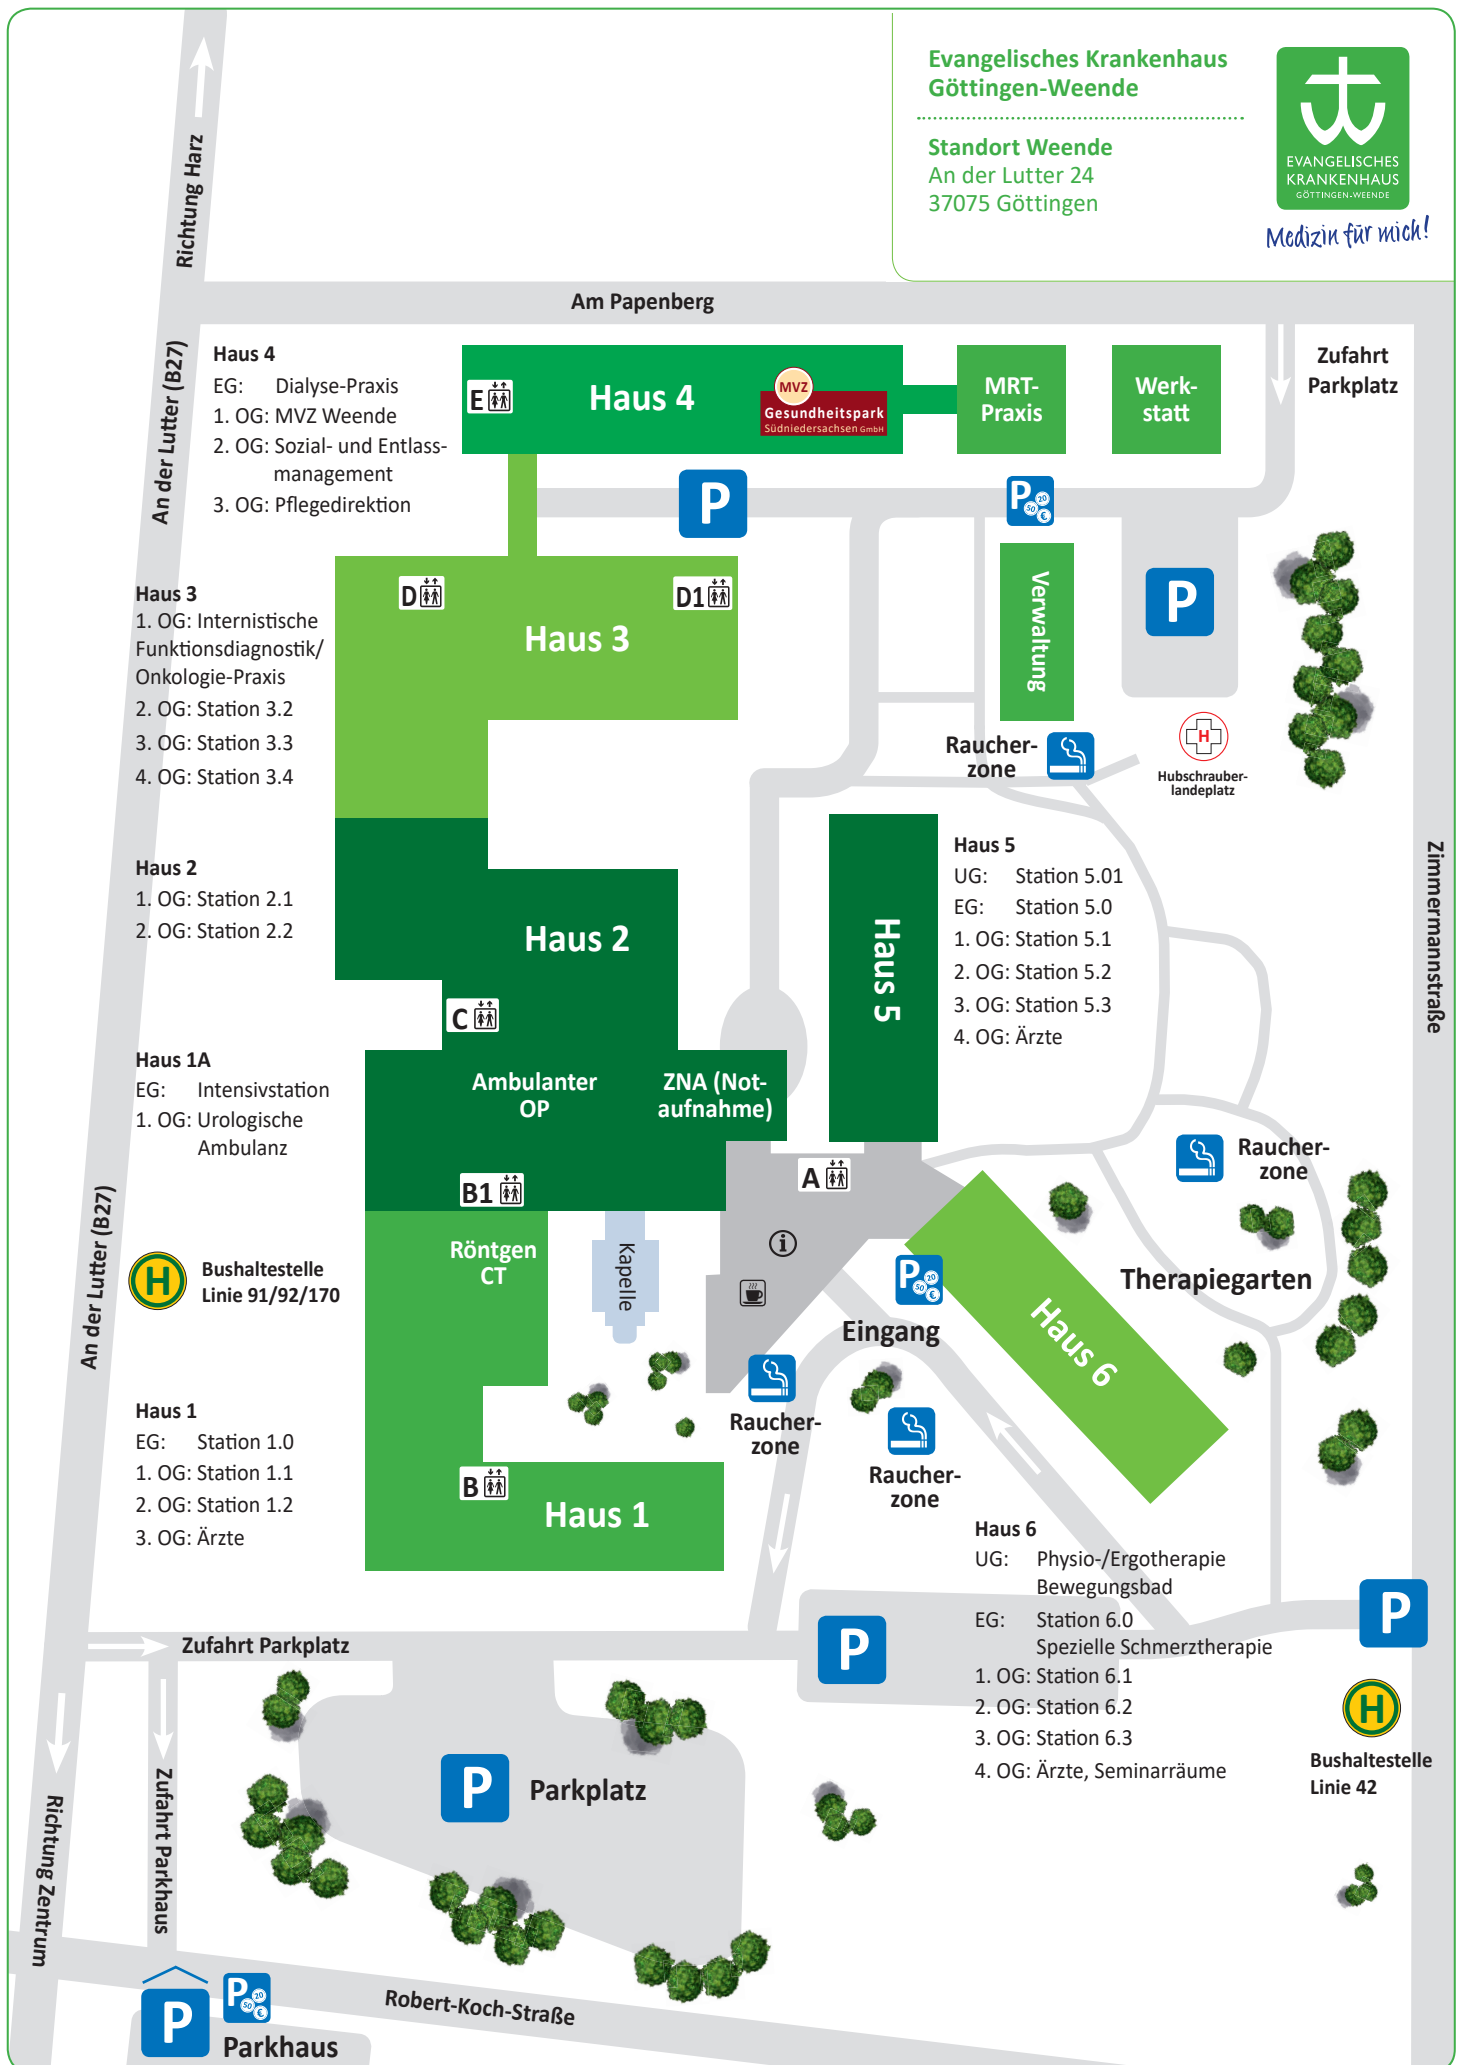 Evangelisches Krankenhaus
Göttingen-Weende
Standort Weende
An der Lutter 24
37075 Göttingen
EVANGELISCHES
KRANKENHAUS
GÖTTINGEN-WEENDE
Medizin für mich!
Richtung Harz
Am Papenberg
An der Lutter (B27)
Haus 4
EG: Dialyse-Praxis
1. OG: MVZ Weende
2. OG: Sozial- und Entlass-
management
3. OG: Pflegedirektion
E
Haus 4
MVZ
Gesundheitspark
Südniedersachsen GmbH
MRT-
Praxis
Werk-
statt
Zufahrt
Parkplatz
P
P
20
50
€
P
Verwaltung
Haus 3
1. OG: Internistische
Funktionsdiagnostik/
Onkologie-Praxis
2. OG: Station 3.2
3. OG: Station 3.3
4. OG: Station 3.4
D
D1
Haus 3
Raucher-
zone
H
Hubschrauber-
landeplatz
Zimmermannstraße
Haus 2
1. OG: Station 2.1
2. OG: Station 2.2
Haus 2
C
Haus 5
Haus 5
UG: Station 5.01
EG: Station 5.0
1. OG: Station 5.1
2. OG: Station 5.2
3. OG: Station 5.3
4. OG: Ärzte
Haus 1A
EG: Intensivstation
1. OG: Urologische
Ambulanz
Ambulanter
OP
ZNA (Not-
aufnahme)
B1
A
Raucher-
zone
An der Lutter (B27)
H
Bushaltestelle
Linie 91/92/170
Röntgen
CT
Kapelle
i
P
20
50
€
Eingang
Haus 6
Therapiegarten
Raucher-
zone
Raucher-
zone
Haus 1
EG: Station 1.0
1. OG: Station 1.1
2. OG: Station 1.2
3. OG: Ärzte
B
Haus 1
Haus 6
UG: Physio-/Ergotherapie
Bewegungsbad
EG: Station 6.0
Spezielle Schmerztherapie
1. OG: Station 6.1
2. OG: Station 6.2
3. OG: Station 6.3
4. OG: Ärzte, Seminarräume
P
P
H
Bushaltestelle
Linie 42
Zufahrt Parkplatz
P
Parkplatz
Zufahrt Parkhaus
Richtung Zentrum
Robert-Koch-Straße
P
P
20
50
€
Parkhaus